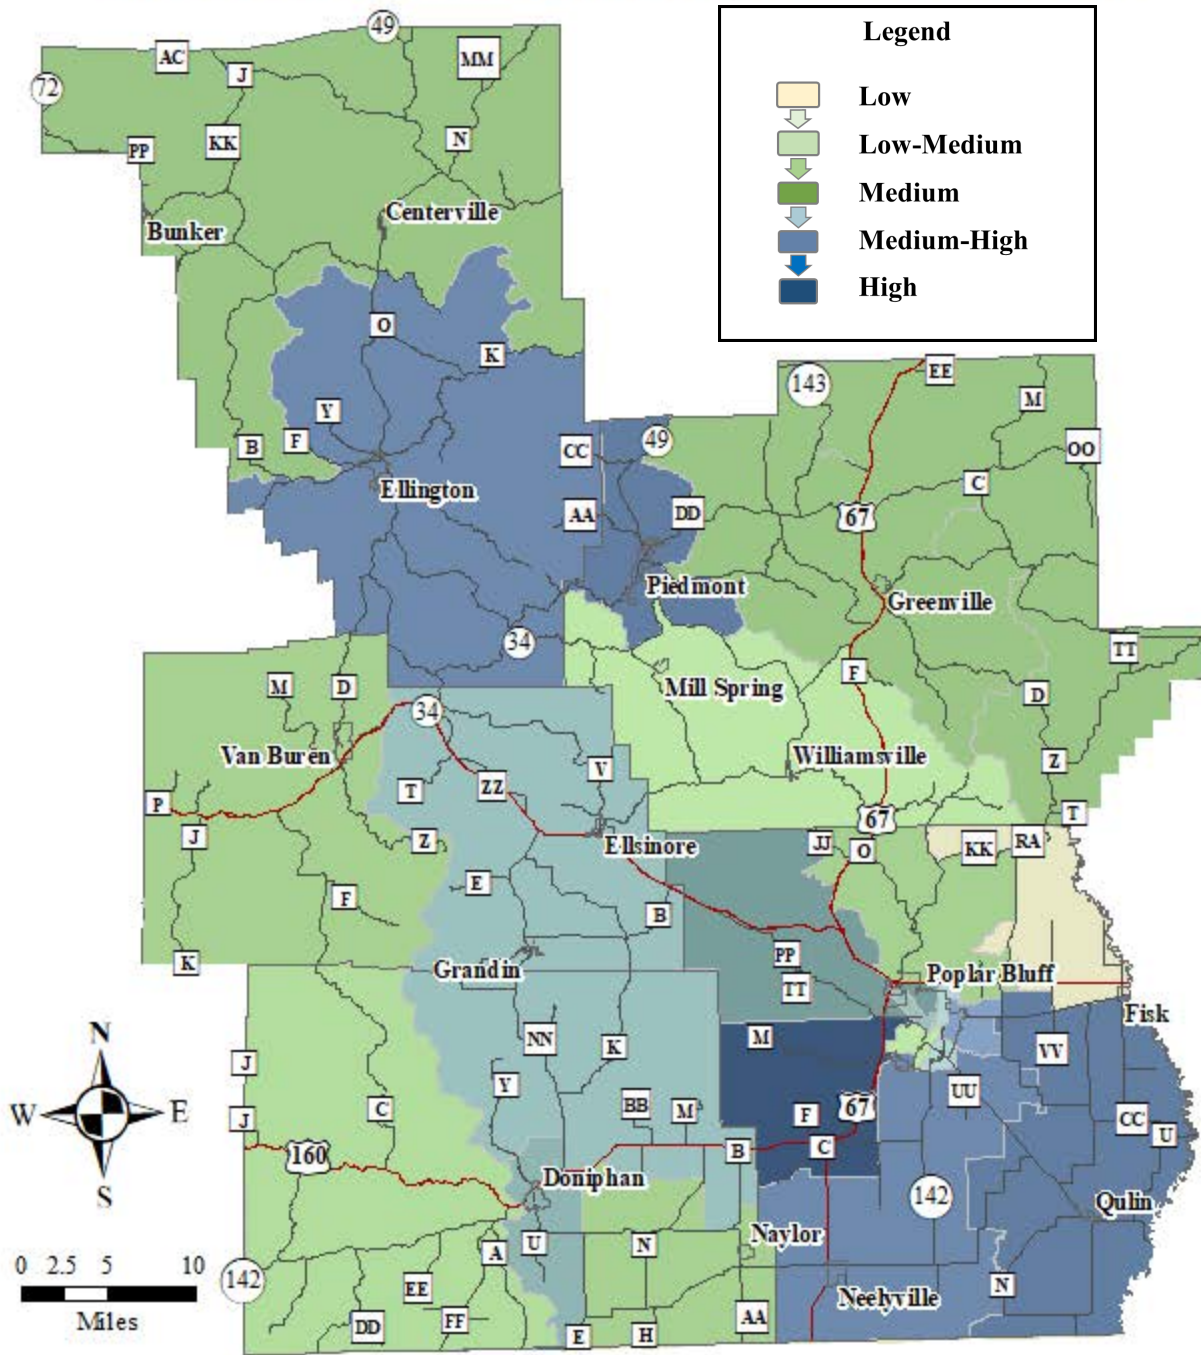 Legend
Low
Low-Medium
Medium
Medium-High
High
49
AC
J
MM
72
PP
KK
N
Bunker
Centerville
O
K
Y
B
F
CC
49
Ellington
AA
DD
143
EE
M
OO
C
67
Piedmont
Greenville
34
TT
M
D
Mill Spring
F
D
34
Van Buren
Williamsville
V
Z
P
T
ZZ
67
T
J
Z
Ellsinore
JJ
O
KK
RA
E
F
B
K
Grandin
PP
Poplar Bluff
TT
Fisk
N
W
E
S
NN
K
M
VV
J
Y
UU
J
C
BB
M
F
67
CC
U
160
B
C
Doniphan
142
Qulin
Naylor
A
U
N
0 2.5 5 10
Miles
142
EE
N
Neelyville
DD
FF
E
H
AA